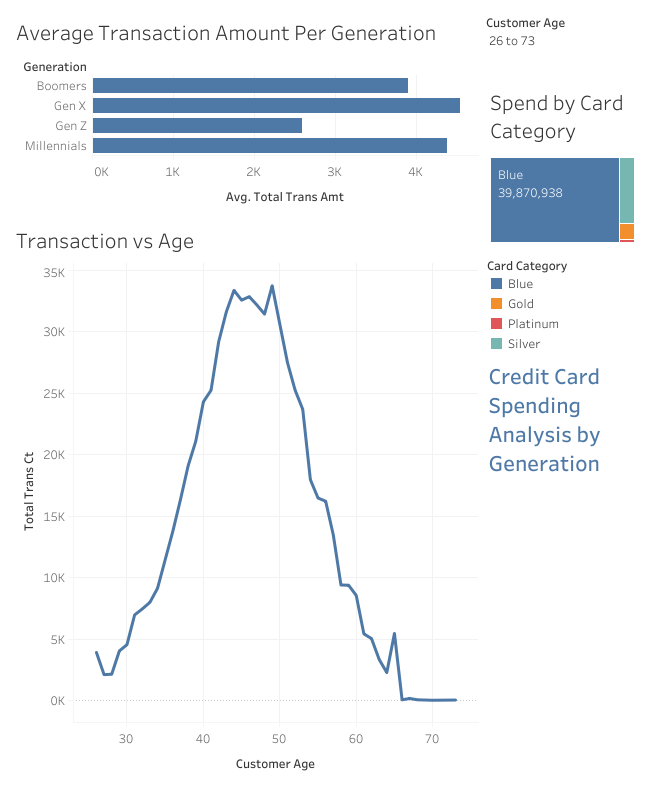 Average Transaction Amount Per Generation
Generation
Boomers
Gen X
Gen Z
Millennials
0K 1K 2K 3K 4K
Avg. Total Trans Amt
Customer Age
26 to 73
Spend by Card
Category
Blue
39,870,938
Card Category
Blue
Gold
Platinum
Silver
Credit Card
Spending
Analysis by
Generation
Transaction vs Age
35K
30K
25K
20K
15K
10K
5K
0K
Total Trans Ct
30 40 50 60 70
Customer Age